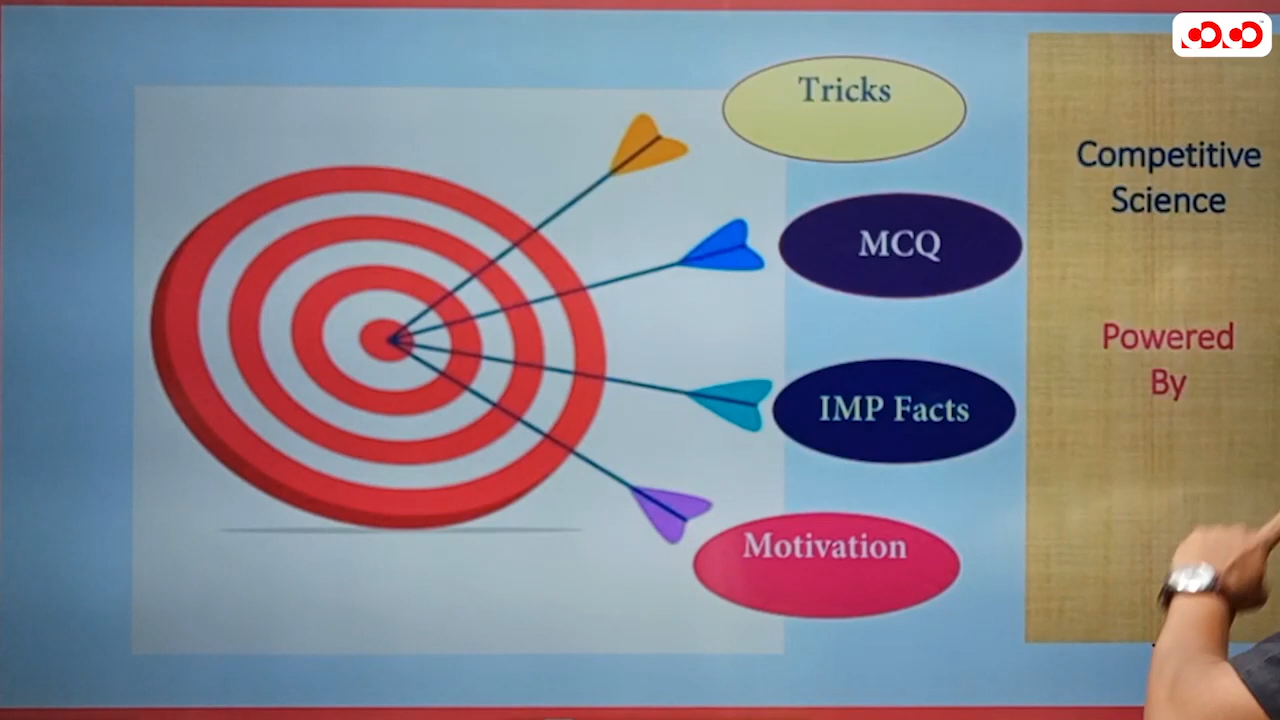 Tricks
MCQ
IMP Facts
Motivation
Competitive
Science
Powered
By